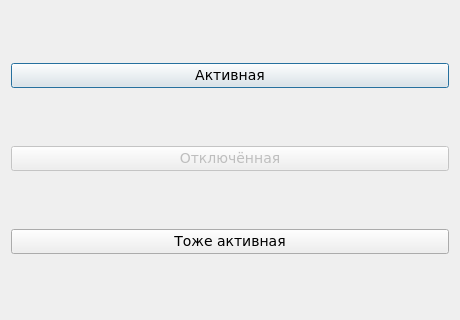 Активная
Отключённая
Тоже активная